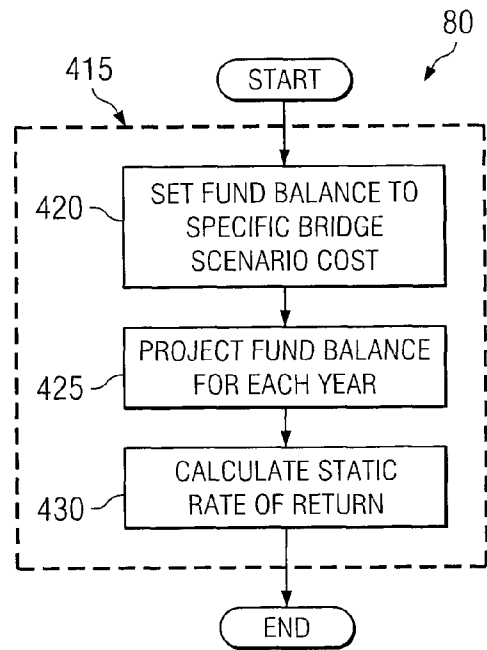 80
START
415
420
SET FUND BALANCE TO
SPECIFIC BRIDGE
SCENARIO COST
425
PROJECT FUND BALANCE
FOR EACH YEAR
430
CALCULATE STATIC
RATE OF RETURN
END